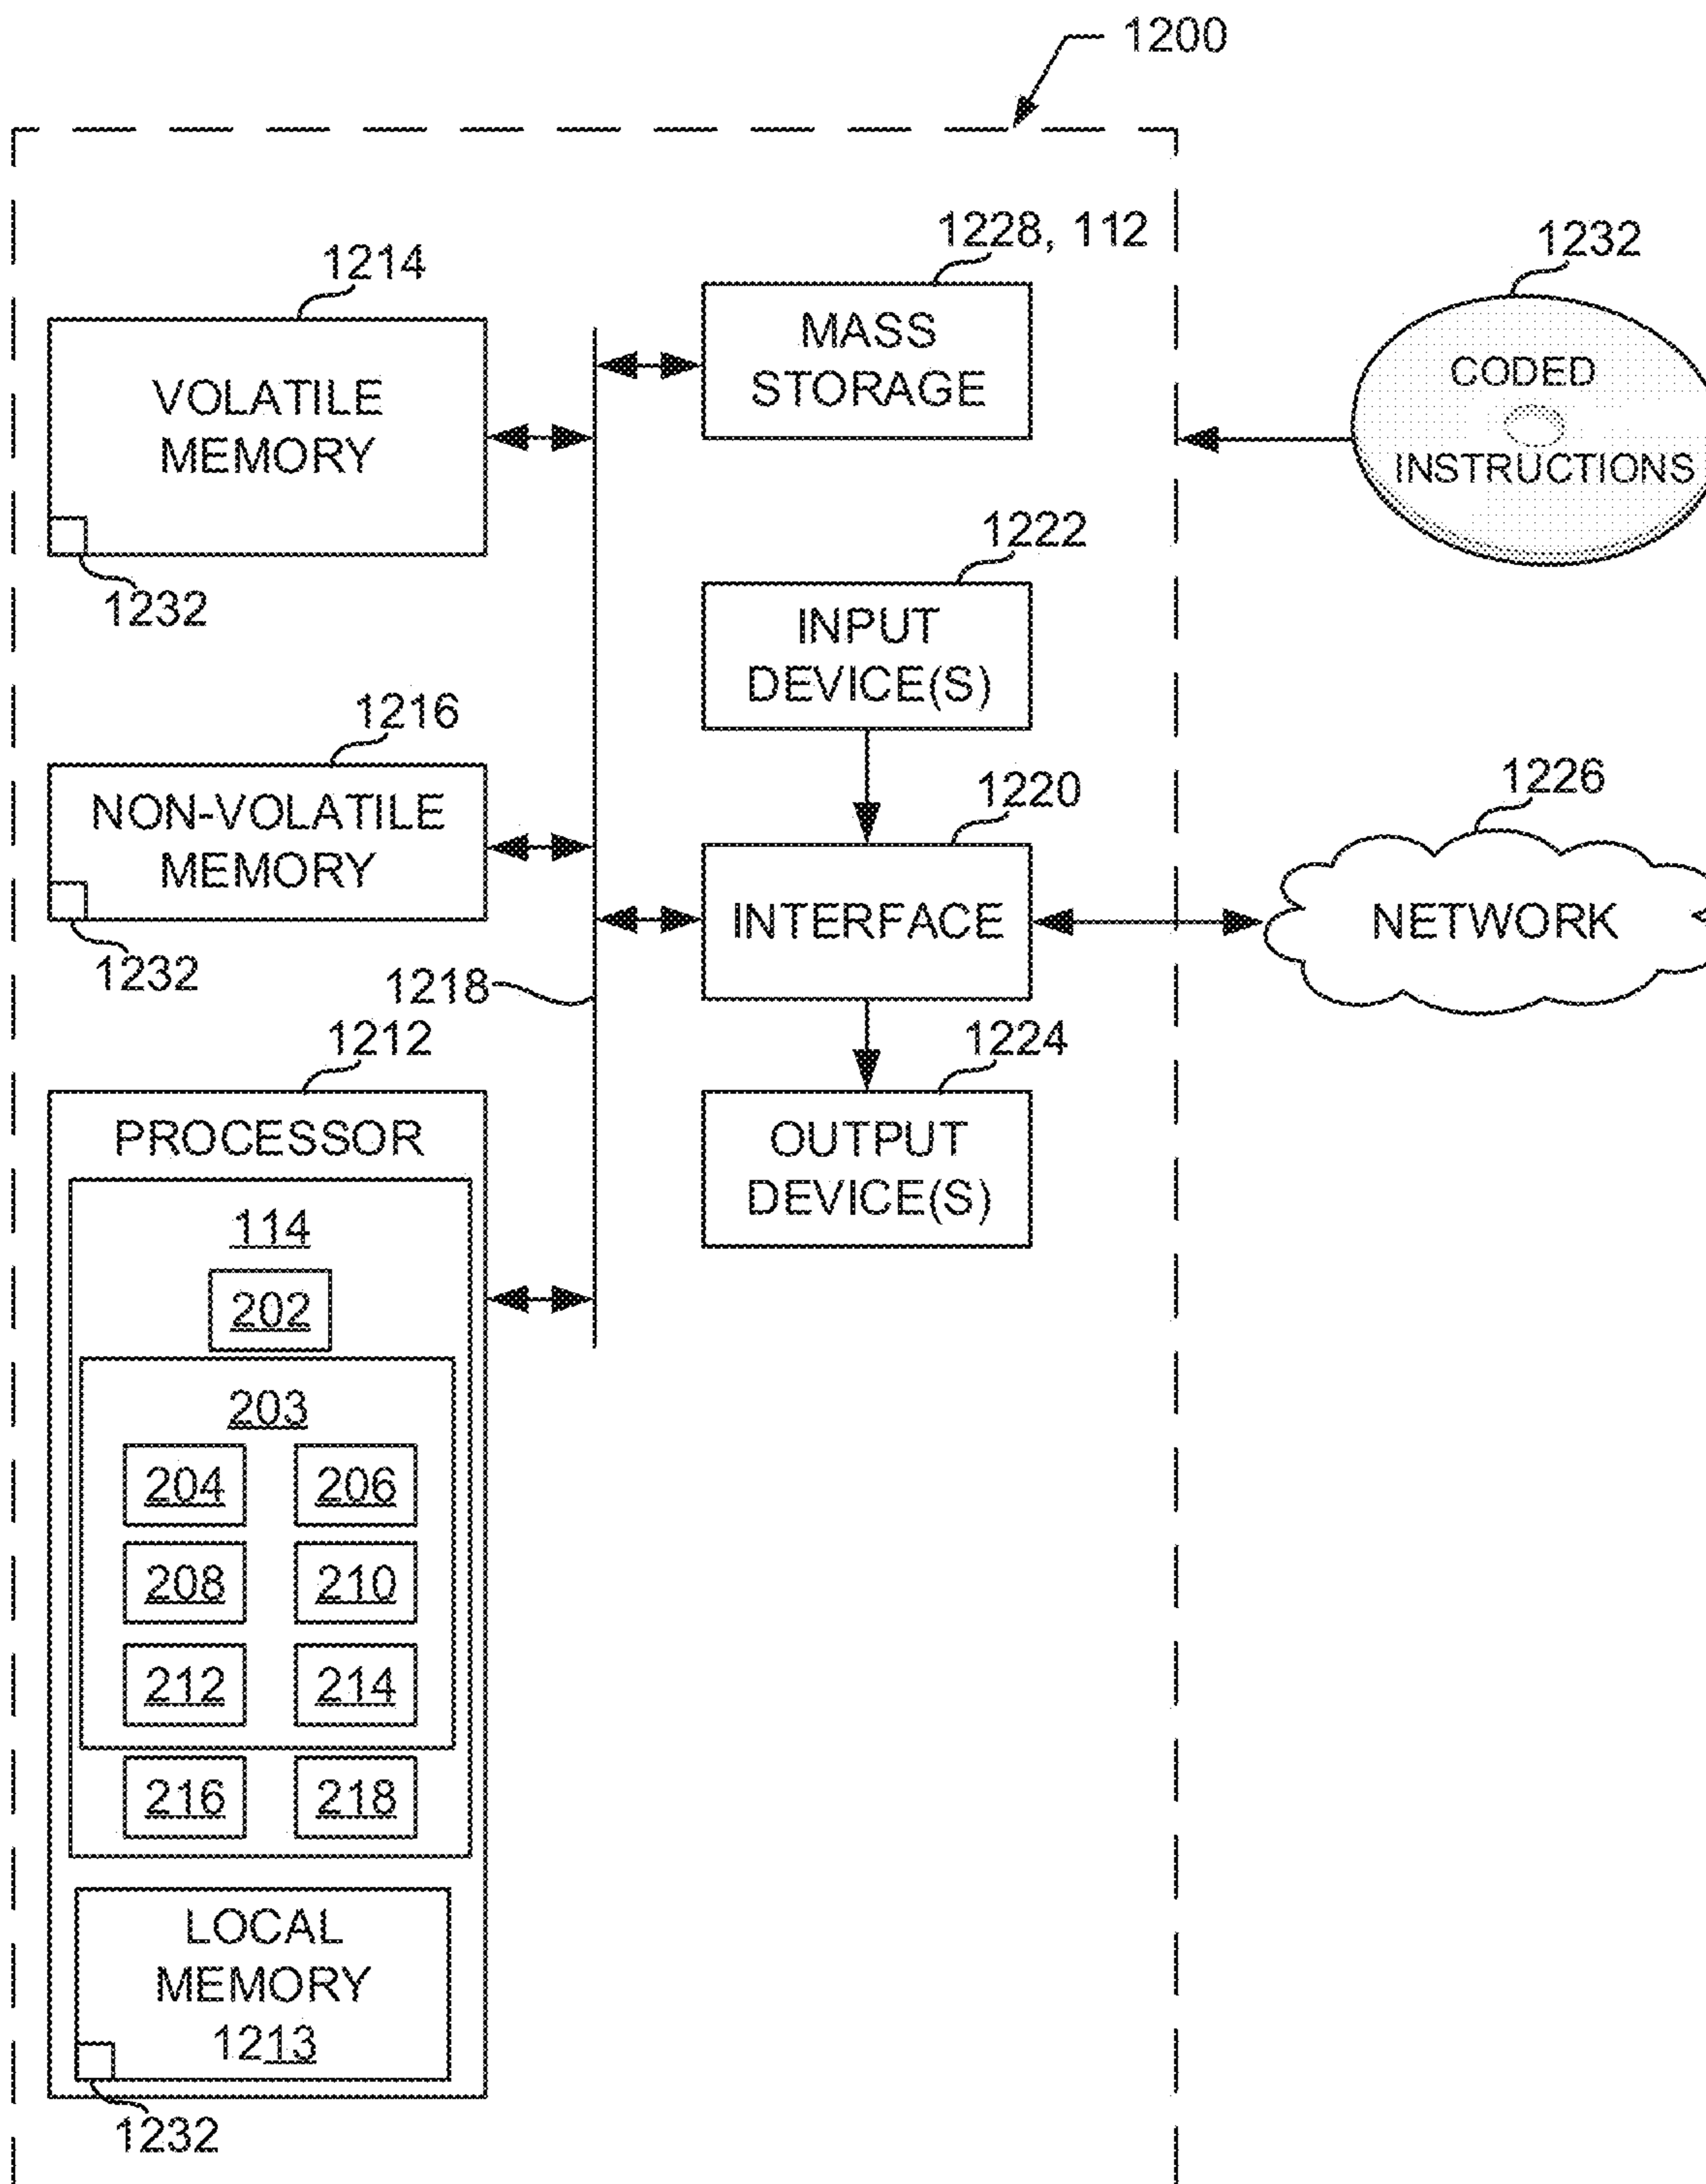 1200
1228, 112
1214
1232
MASS
STORAGE
VOLATILE
MEMORY
CODED
INSTRUCTIONS
1222
1232
INPUT
DEVICE(S)
1216
1220
1226
NON-VOLATILE
MEMORY
INTERFACE
NETWORK
1232
1218
1212
1224
PROCESSOR
OUTPUT
DEVICE(S)
114
202
203
204
206
208
210
212
214
216
218
LOCAL
MEMORY
1213
1232